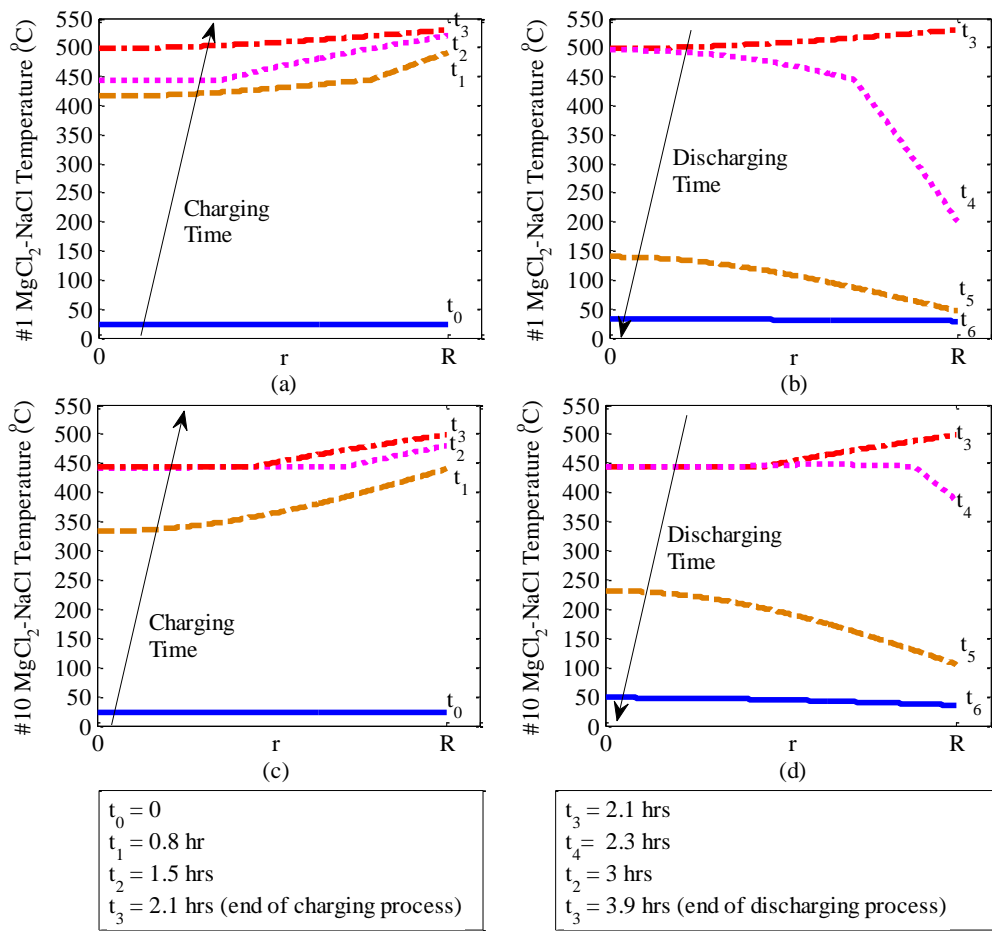 #1 MgCl2-NaCl Temperature (°C)
550
500
450
400
350
300
250
200
150
100
50
0
t3
t2
t1
Charging
Time
t0
0
r
R
(a)
#1 MgCl2-NaCl Temperature (°C)
550
500
450
400
350
300
250
200
150
100
50
0
t3
Discharging
Time
t4
t5
t6
0
r
R
(b)
#10 MgCl2-NaCl Temperature (°C)
550
500
450
400
350
300
250
200
150
100
50
0
t3
t2
t1
Charging
Time
t0
0
r
R
(c)
#10 MgCl2-NaCl Temperature (°C)
550
500
450
400
350
300
250
200
150
100
50
0
t3
t4
Discharging
Time
t5
t6
0
r
R
(d)
t0 = 0
t1 = 0.8 hr
t2 = 1.5 hrs
t3 = 2.1 hrs (end of charging process)
t3 = 2.1 hrs
t4= 2.3 hrs
t2 = 3 hrs
t3 = 3.9 hrs (end of discharging process)